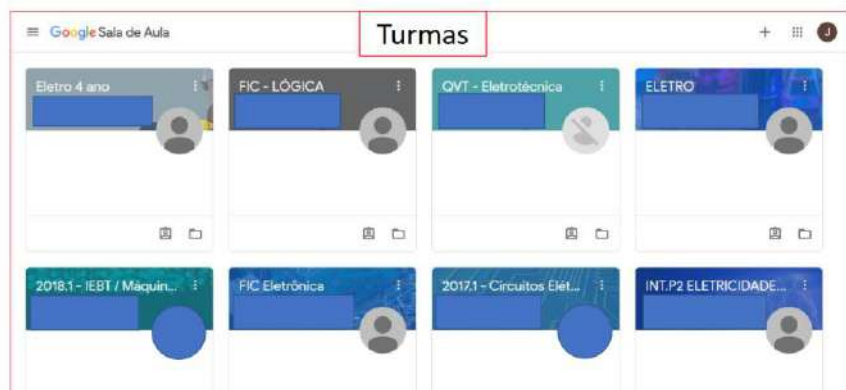 Google Sala de Aula
Turmas
J
Eletro 4 ano
FIC - LÓGICA
QVT - Eletrotécnica
ELETRO
2018.1 - IEBT / Máquin...
FIC Eletrônica
2017.1 - Circuitos Elét...
INT.P2 ELETRICIDADE...